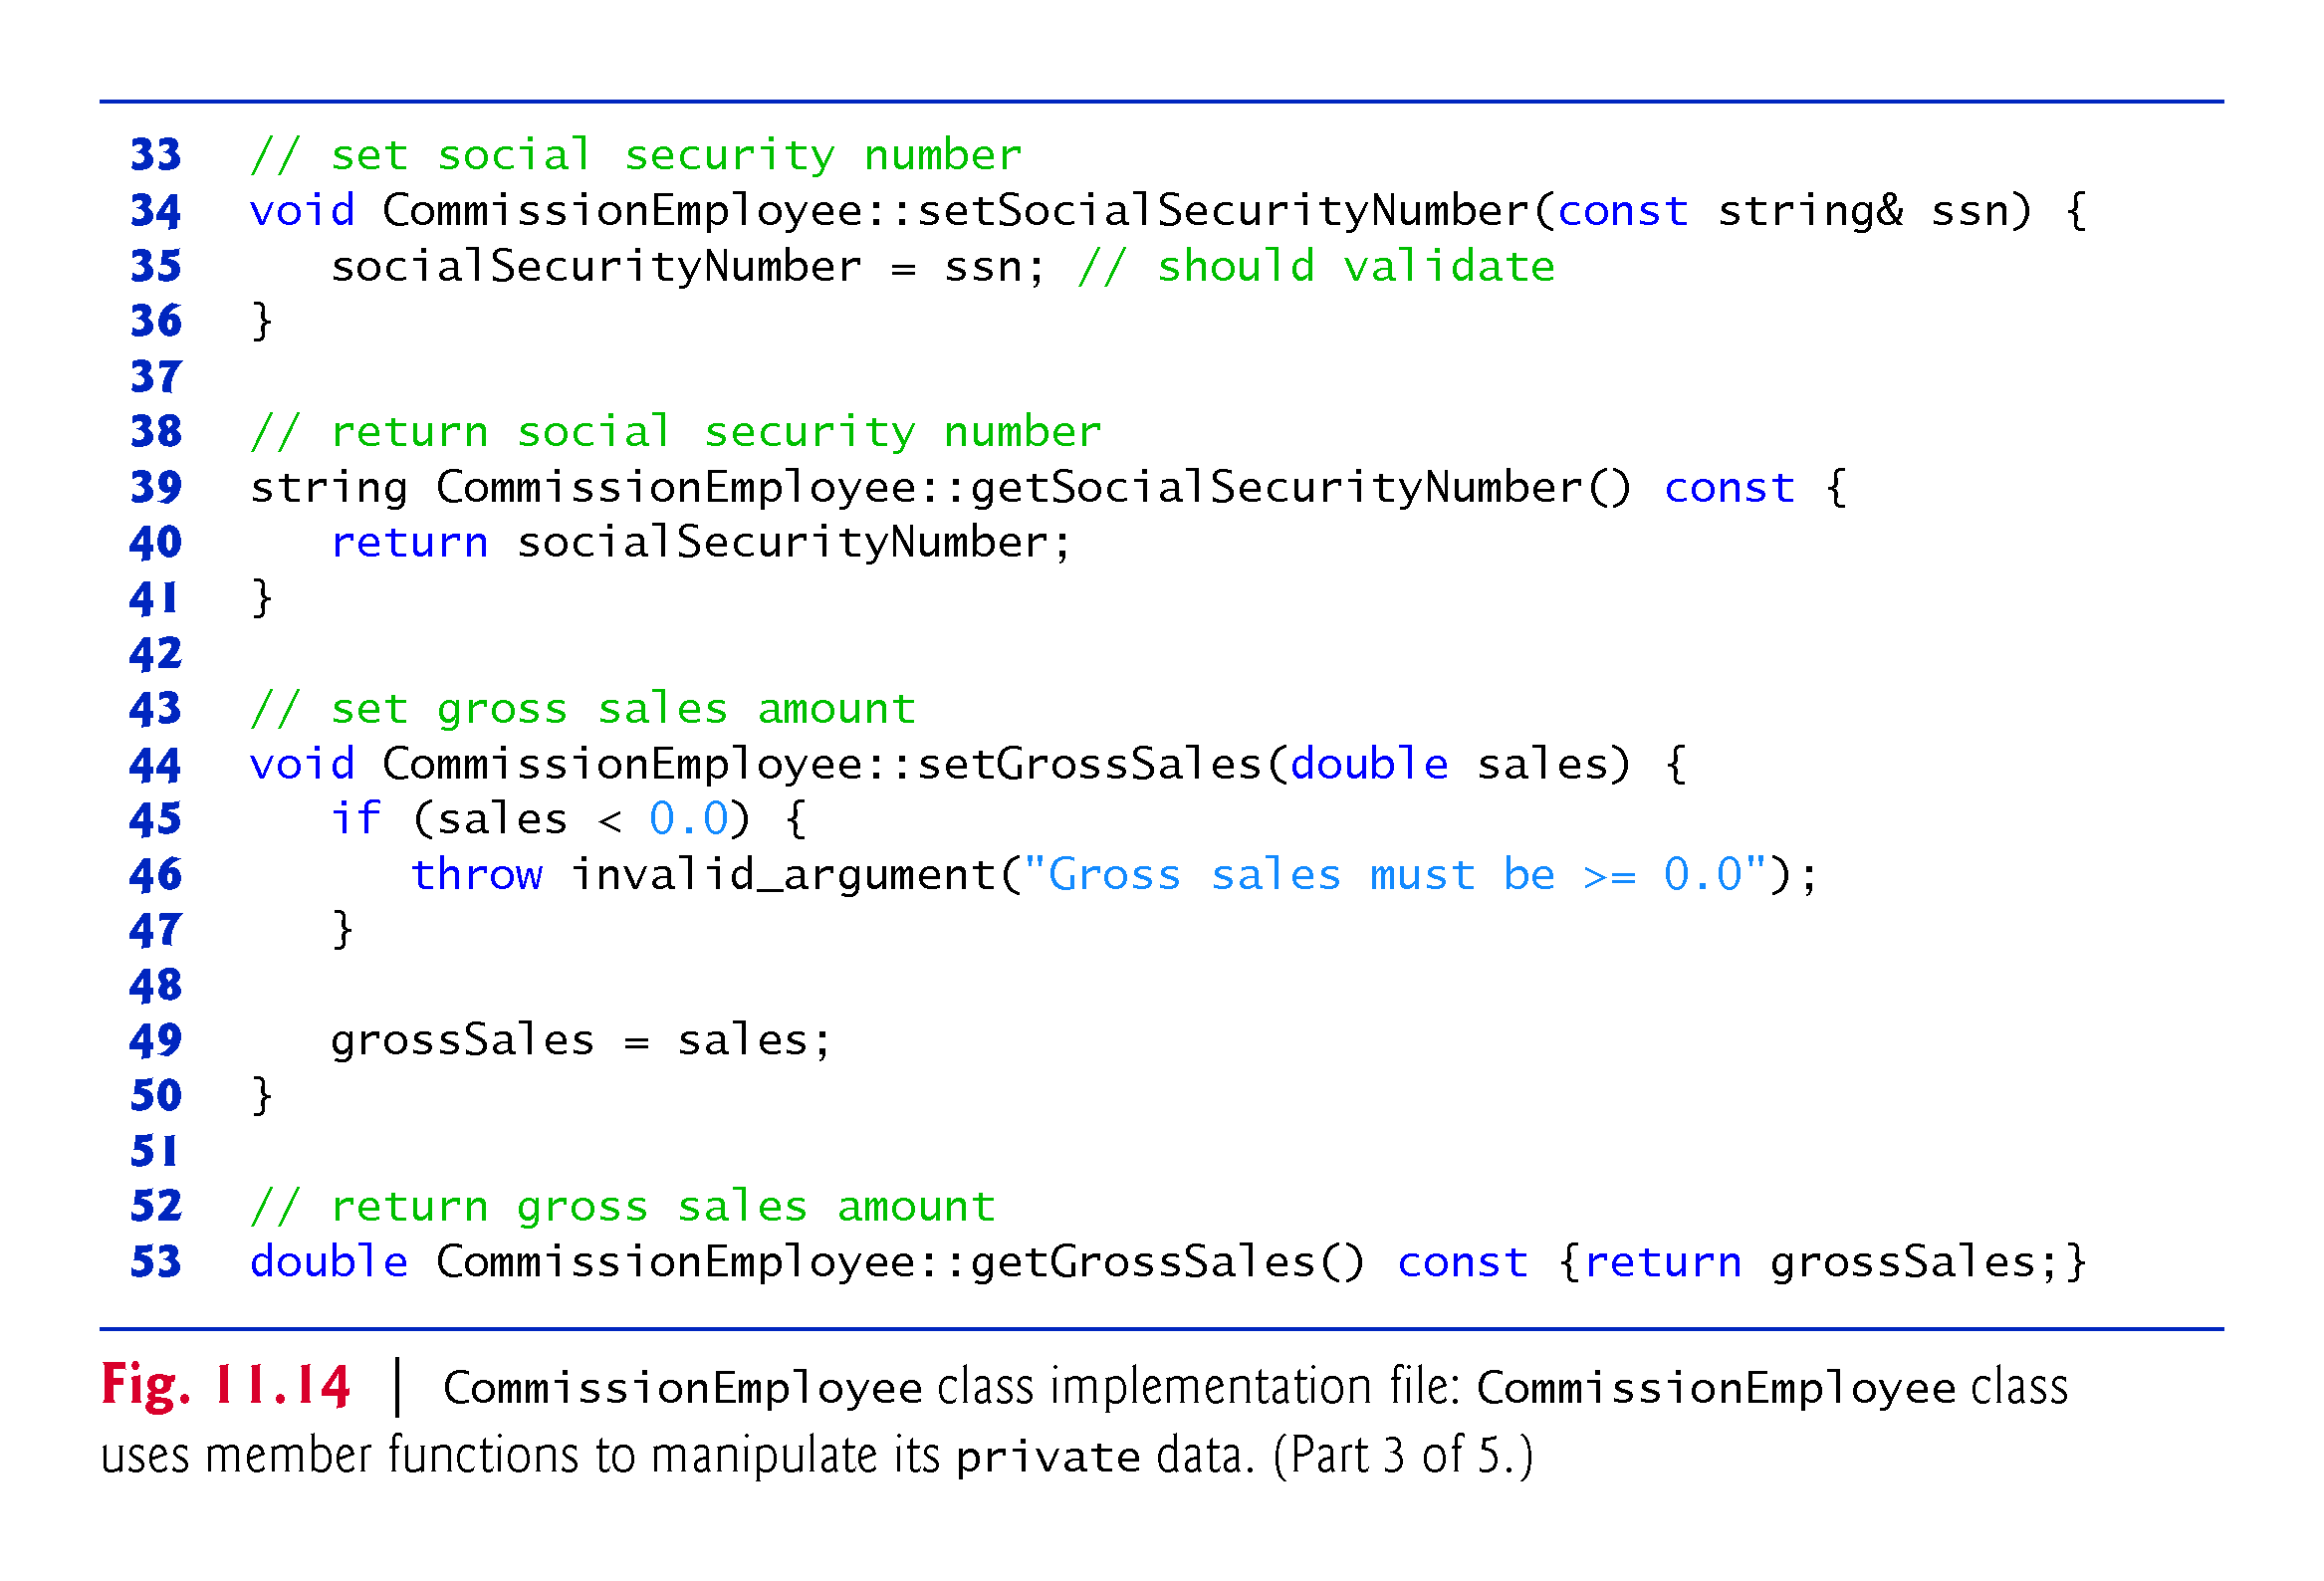 33 // set social security number
34 void CommissionEmployee::setSocialSecurityNumber(const string& ssn) {
35    socialSecurityNumber = ssn; // should validate
36 }
37
38 // return social security number
39 string CommissionEmployee::getSocialSecurityNumber() const {
40    return socialSecurityNumber;
41 }
42
43 // set gross sales amount
44 void CommissionEmployee::setGrossSales(double sales) {
45    if (sales < 0.0) {
46       throw invalid_argument("Gross sales must be >= 0.0");
47    }
48
49    grossSales = sales;
50 }
51
52 // return gross sales amount
53 double CommissionEmployee::getGrossSales() const {return grossSales;}
Fig. 11.14 | CommissionEmployee class implementation file: CommissionEmployee class
uses member functions to manipulate its private data. (Part 3 of 5.)